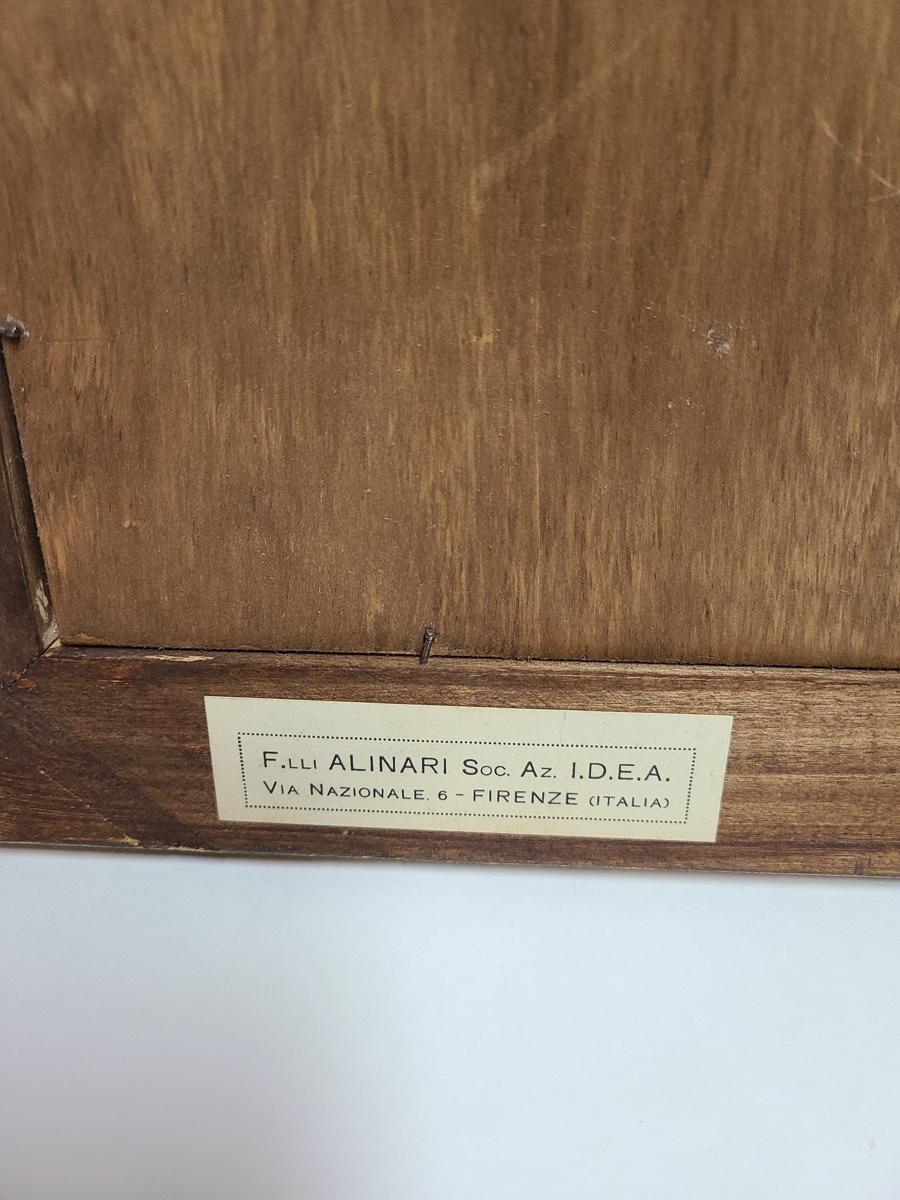 F.lli ALINARI Soc. Az. I.D.E.A.
Via Nazionale, 6 - FIRENZE (ITALIA)